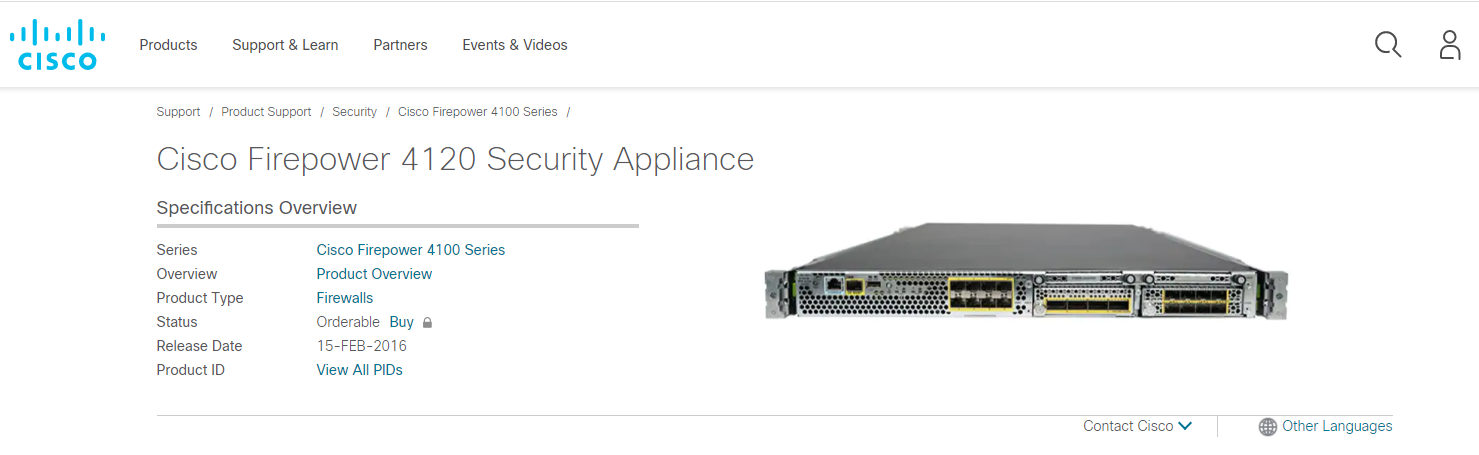 CISCO
Products Support & Learn Partners Events & Videos
Support / Product Support / Security / Cisco Firepower 4100 Series /
Cisco Firepower 4120 Security Appliance
Specifications Overview
Series Cisco Firepower 4100 Series
Overview Product Overview
Product Type Firewalls
Status Orderable Buy
Release Date 15-FEB-2016
Product ID View All PIDs
Contact Cisco Other Languages